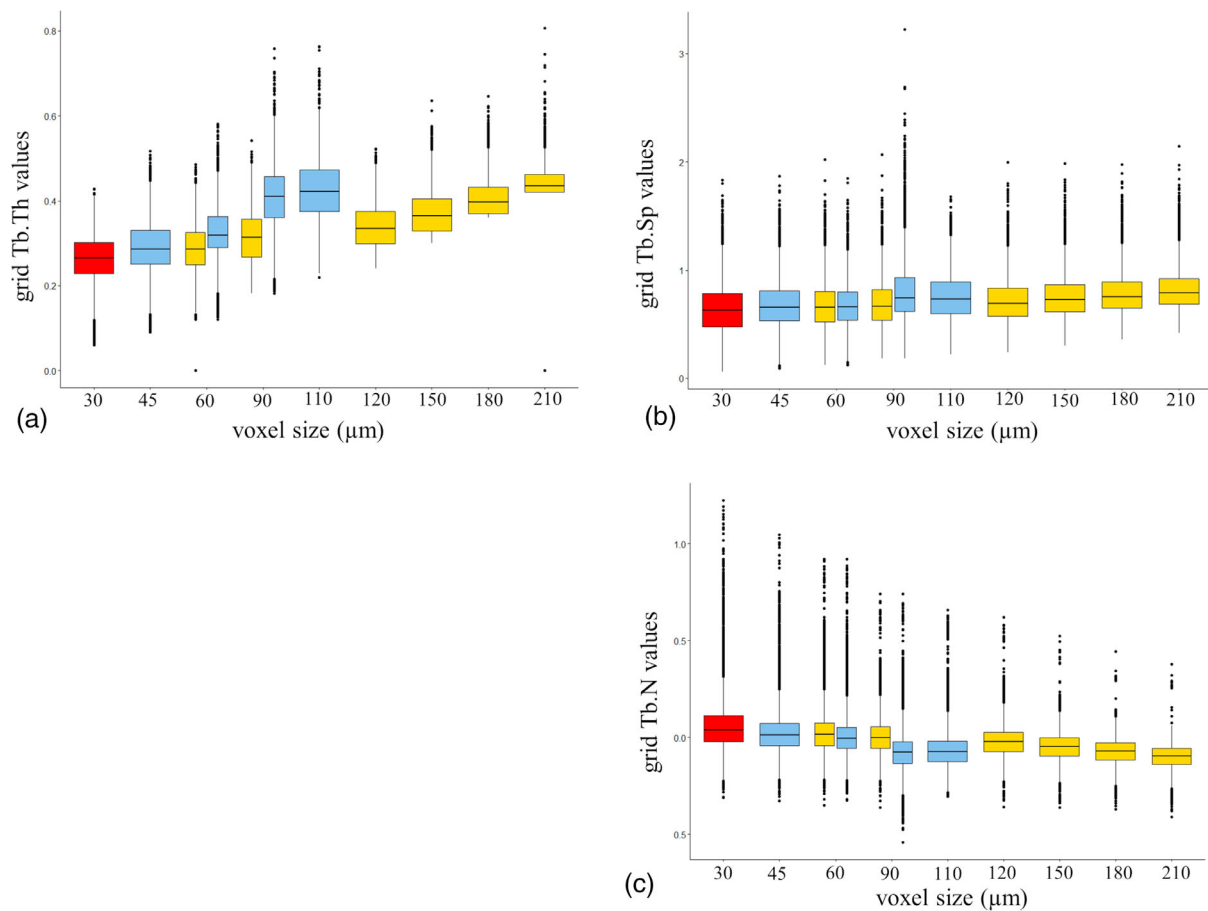 grid Tb.Th values
0.8
0.6
0.4
0.2
0.0
30 45 60 90 110 120 150 180 210
voxel size (µm)
(a)
grid Tb.Sp values
3
2
1
0
30 45 60 90 110 120 150 180 210
voxel size (µm)
(b)
grid Tb.N values
1.0
0.5
0.0
0.5
30 45 60 90 110 120 150 180 210
voxel size (µm)
(c)